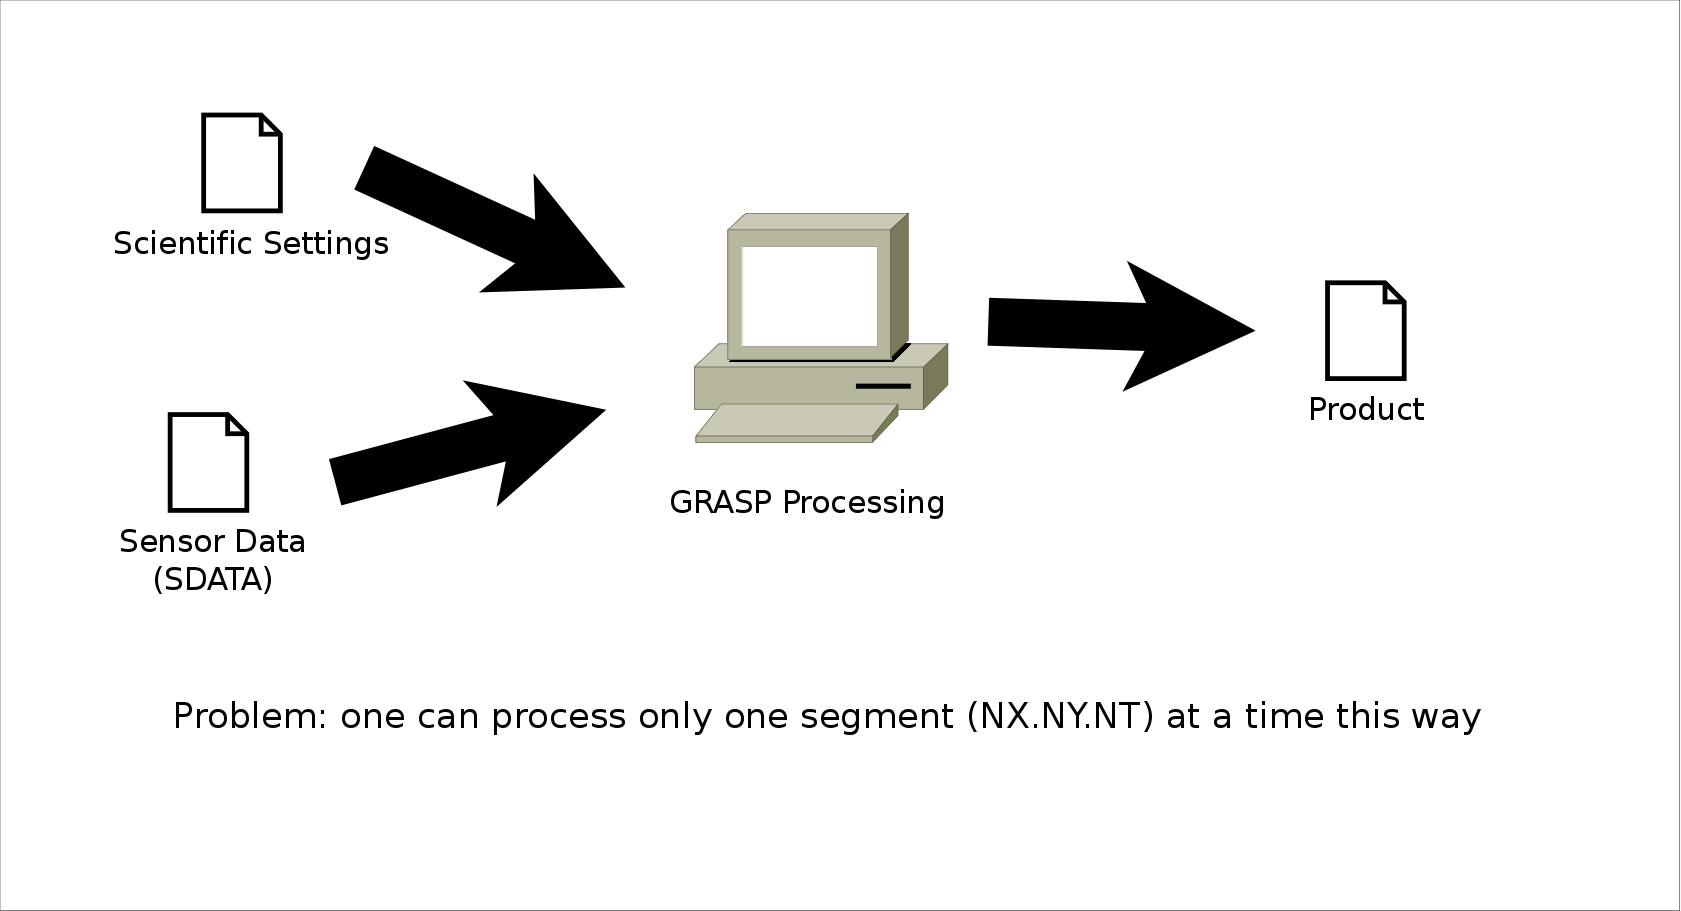 Scientific Settings
Sensor Data
(SDATA)
GRASP Processing
Product
Problem: one can process only one segment (NX.NY.NT) at a time this way